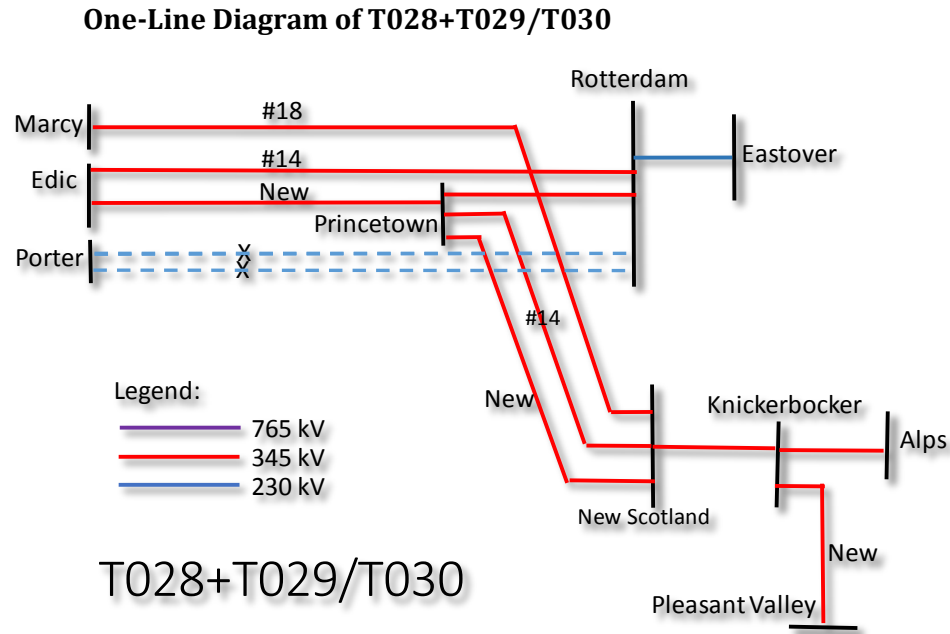 One-Line Diagram of T028+T029/T030
Rotterdam
#18
Marcy
#14
Eastover
Edic
New
Princetown
Porter
X
X
#14
Legend:
New
Knickerbocker
765 kV
Alps
345 kV
230 kV
New Scotland
New
T028+T029/T030
Pleasant Valley